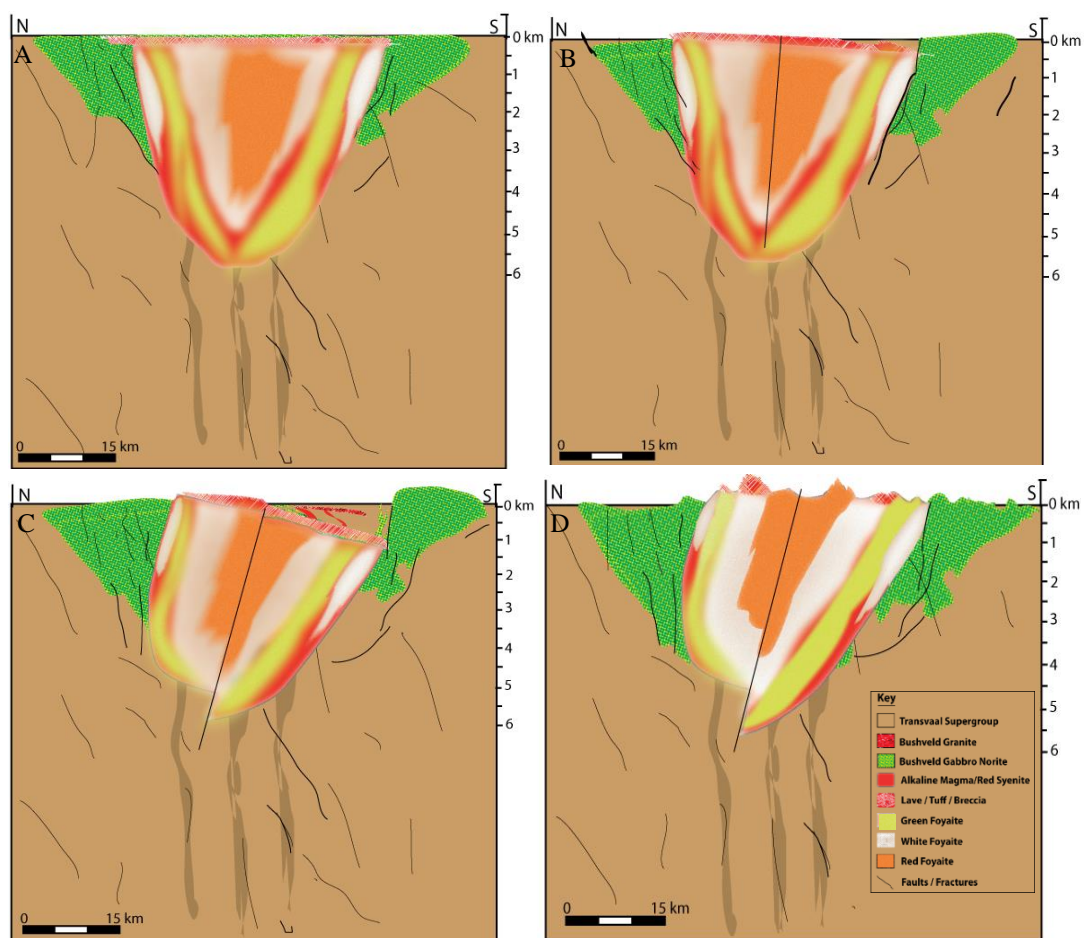 N S
A
0 km
1
2
3
4
5
6
0 15 km
N S
B
0 km
1
2
3
4
5
6
0 15 km
N S
C
0 km
1
2
3
4
5
6
0 15 km
N S
D
0 km
1
2
3
4
5
6
0 15 km
Key
Transvaal Supergroup
Bushveld Granite
Bushveld Gabbro Norite
Alkaline Magma/Red Syenite
Lave / Tuff / Breccia
Green Foyaite
White Foyaite
Red Foyaite
Faults / Fractures